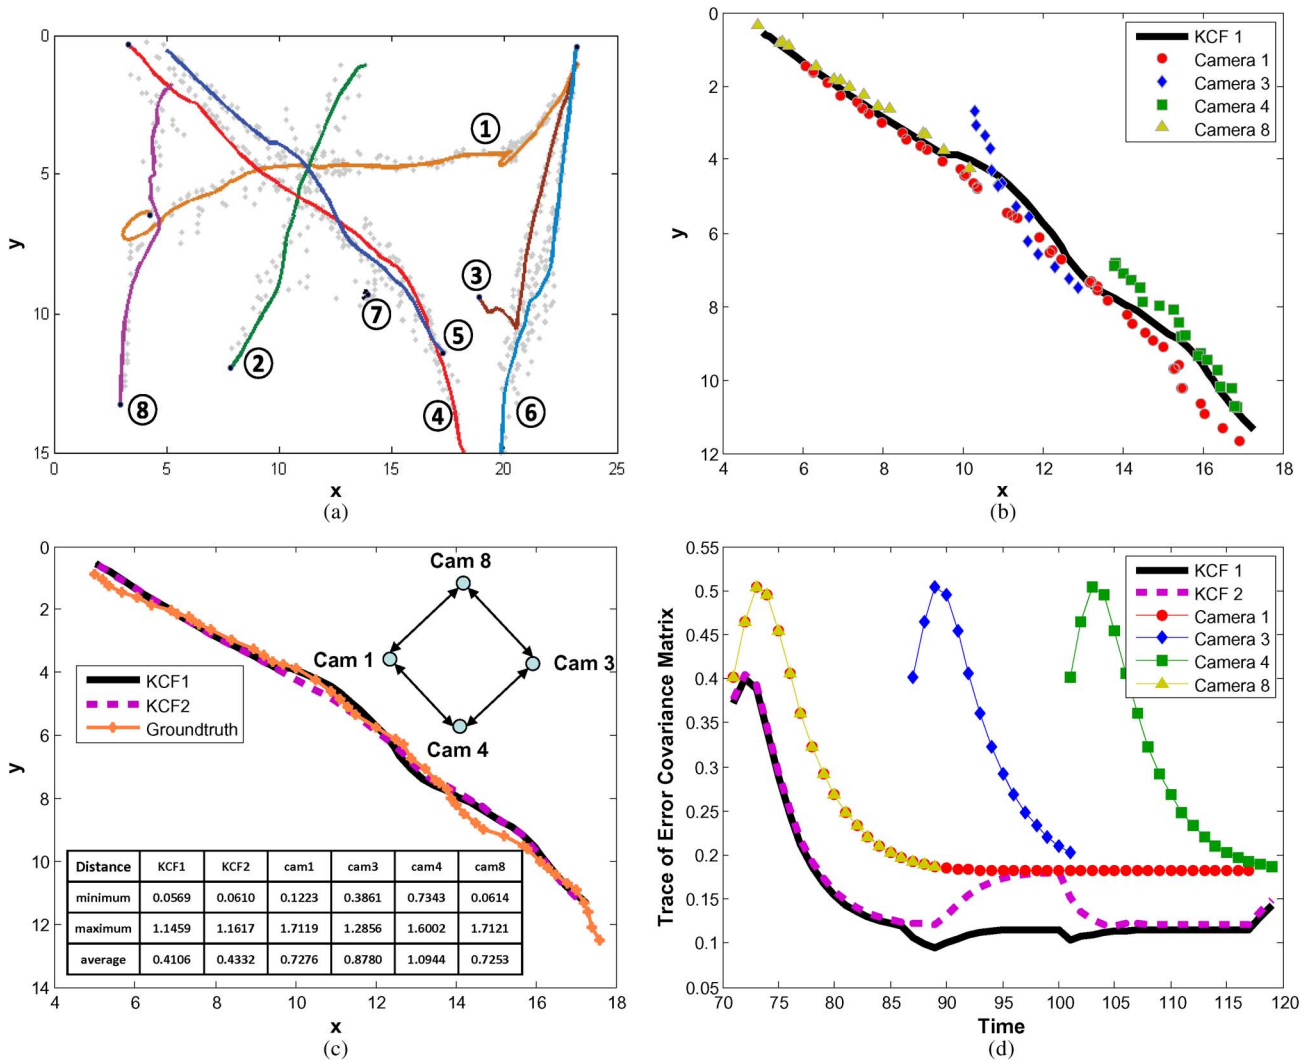 0
5
10
15
y
0
5
10
15
20
25
x
1
2
3
4
5
6
7
8
(a)
0
2
4
6
8
10
12
y
4
6
8
10
12
14
16
18
x
KCF 1
Camera 1
Camera 3
Camera 4
Camera 8
(b)
0
2
4
6
8
10
12
14
y
4
6
8
10
12
14
16
18
x
Cam 8
Cam 1
Cam 3
Cam 4
KCF1
KCF2
Groundtruth
Distance KCF1 KCF2 cam1 cam3 cam4 cam8
minimum 0.0569 0.0610 0.1223 0.3861 0.7343 0.0614
maximum 1.1459 1.1617 1.7119 1.2856 1.6002 1.7121
average 0.4106 0.4332 0.7276 0.8780 1.0944 0.7253
(c)
0.55
0.5
0.45
0.4
0.35
0.3
0.25
0.2
0.15
0.1
0.05
Trace of Error Covariance Matrix
70
75
80
85
90
95
100
105
110
115
120
Time
KCF 1
KCF 2
Camera 1
Camera 3
Camera 4
Camera 8
(d)